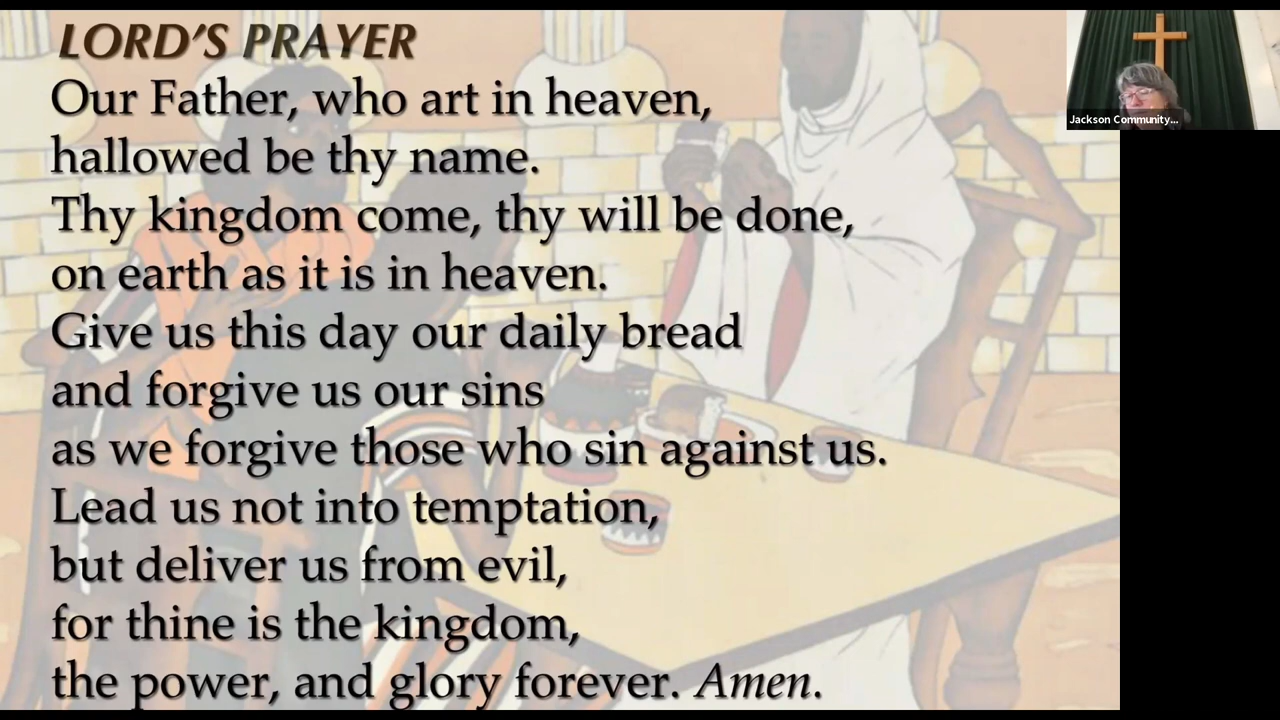 LORD'S PRAYER
Our Father, who art in heaven,
hallowed be thy name.
Thy kingdom come, thy will be done,
on earth as it is in heaven.
Give us this day our daily bread
and forgive us our sins
as we forgive those who sin against us.
Lead us not into temptation,
but deliver us from evil,
for thine is the kingdom,
the power, and glory forever. Amen.
Jackson Community...